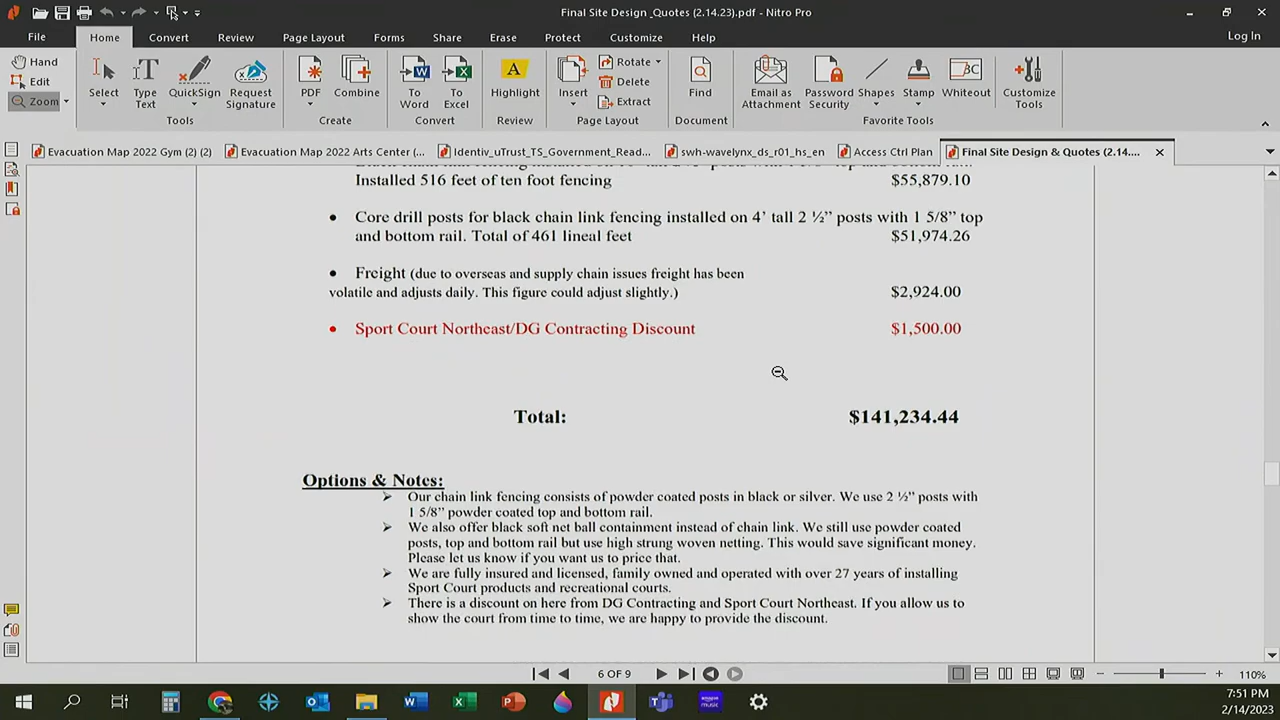 Final Site Design _Quotes (2.14.23).pdf - Nitro Pro
File Home Convert Review Page Layout Forms Share Erase Protect Customize Help Log In
Hand
Edit
Zoom
Select
Type Text
QuickSign
Request Signature
Tools
PDF
Combine
Create
To Word
To Excel
Convert
Highlight
Review
Insert
Rotate
Delete
Extract
Page Layout
Find
Document
Email as Attachment
Password Security
Shapes
Stamp
Whiteout
Favorite Tools
Customize Tools
Evacuation Map 2022 Gym (2) (2) Evacuation Map 2022 Arts Center (... Identiv_uTrust_TS_Government_Read... swh-wavelynx_ds_r01_hs_en Access Ctrl Plan Final Site Design & Quotes (2.14....
Installed 516 feet of ten foot fencing $55,879.10
• Core drill posts for black chain link fencing installed on 4’ tall 2 ½” posts with 1 5/8” top
and bottom rail. Total of 461 lineal feet $51,974.26
• Freight (due to overseas and supply chain issues freight has been
volatile and adjusts daily. This figure could adjust slightly.) $2,924.00
• Sport Court Northeast/DG Contracting Discount $1,500.00
Total: $141,234.44
Options & Notes:
➢ Our chain link fencing consists of powder coated posts in black or silver. We use 2 ½” posts with
1 5/8” powder coated top and bottom rail.
➢ We also offer black soft net ball containment instead of chain link. We still use powder coated
posts, top and bottom rail but use high strung woven netting. This would save significant money.
Please let us know if you want us to price that.
➢ We are fully insured and licensed, family owned and operated with over 27 years of installing
Sport Court products and recreational courts.
➢ There is a discount on here from DG Contracting and Sport Court Northeast. If you allow us to
show the court from time to time, we are happy to provide the discount.
6 OF 9
110%
7:51 PM
2/14/2023